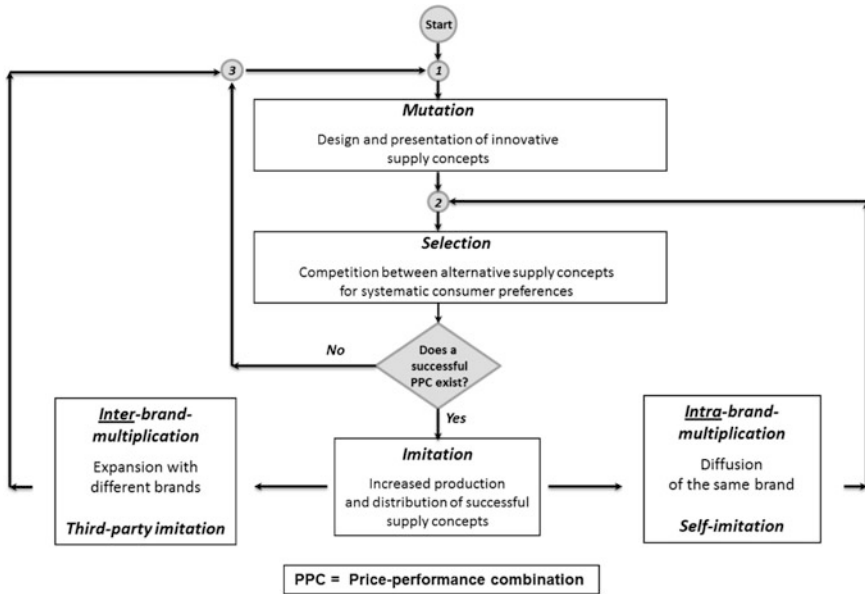 Start
3
1
Mutation
Design and presentation of innovative
supply concepts
2
Selection
Competition between alternative supply concepts
for systematic consumer preferences
No
Does a
successful
PPC exist?
Yes
Inter-brand-
multiplication
Expansion with
different brands
Third-party imitation
Imitation
Increased production
and distribution of successful
supply concepts
Intra-brand-
multiplication
Diffusion
of the same brand
Self-imitation
PPC = Price-performance combination